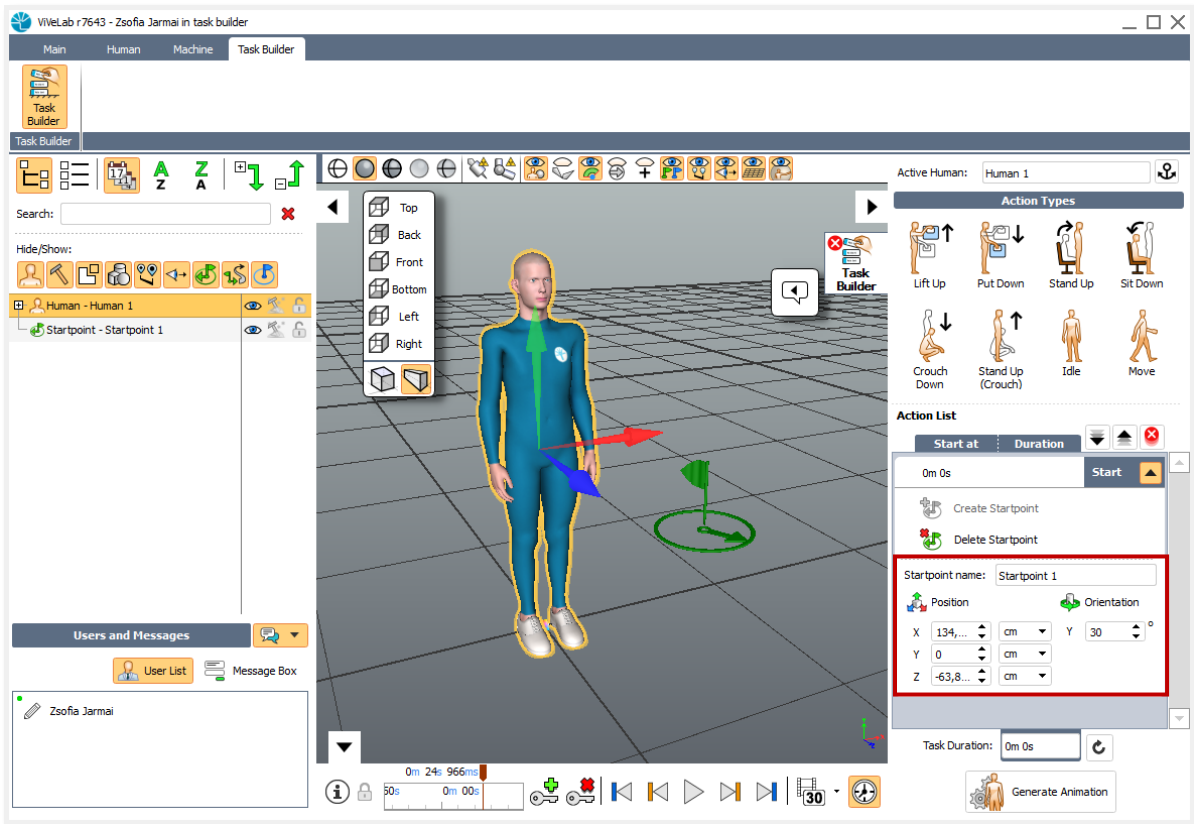 ViVeLab r7643 - Zsofia Jarmai in task builder
Main Human Machine Task Builder
Task
Builder
Task Builder
17
A
Z
Z
A
Search:
Hide/Show:
Human - Human 1
Startpoint - Startpoint 1
Users and Messages
User List Message Box
Zsofia Jarmai
Top
Back
Front
Bottom
Left
Right
Task
Builder
0m 24s 966ms
50s 0m 00s
30
Active Human: Human 1
Action Types
Lift Up Put Down Stand Up Sit Down
Crouch
Down
Stand Up
(Crouch)
Idle Move
Action List
Start at Duration
0m 0s Start
Create Startpoint
Delete Startpoint
Startpoint name: Startpoint 1
Position Orientation
X 134,... cm Y 30 °
Y 0 cm
Z -63,8... cm
Task Duration: 0m 0s
Generate Animation